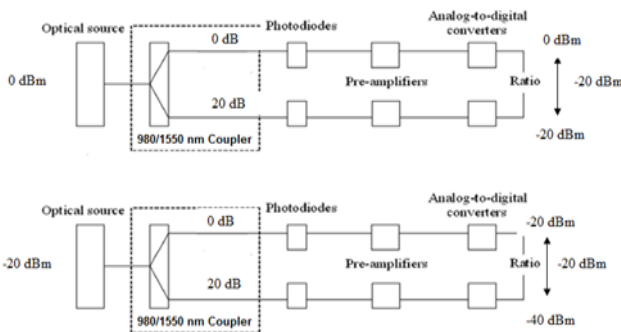 Analog-to-digital
converters
Optical source
Photodiodes
0 dB
0 dBm
0 dBm
Pre-amplifiers
Ratio
-20 dBm
20 dB
-20 dBm
980/1550 nm Coupler
Analog-to-digital
converters
Optical source
Photodiodes
0 dB
-20 dBm
-20 dBm
Pre-amplifiers
Ratio
-20 dBm
20 dB
-40 dBm
980/1550 nm Coupler